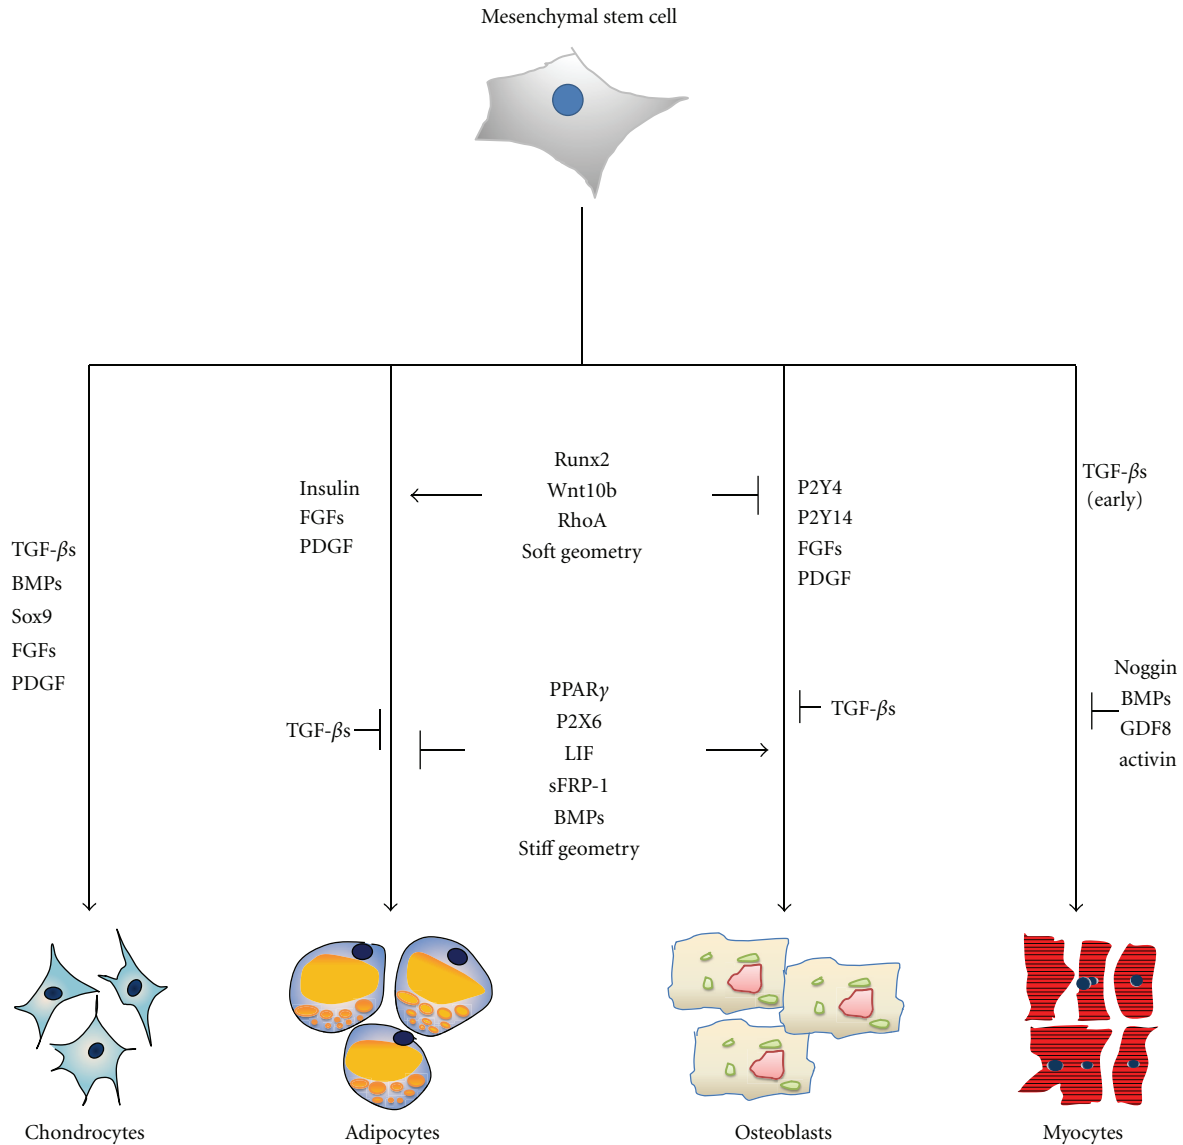 Mesenchymal stem cell
TGF-βs
BMPs
Sox9
FGFs
PDGF
Insulin
FGFs
PDGF
Runx2
Wnt10b
RhoA
Soft geometry
P2Y4
P2Y14
FGFs
PDGF
TGF-βs
(early)
TGF-βs
PPARγ
P2X6
LIF
sFRP-1
BMPs
Stiff geometry
TGF-βs
Noggin
BMPs
GDF8
activin
Chondrocytes
Adipocytes
Osteoblasts
Myocytes